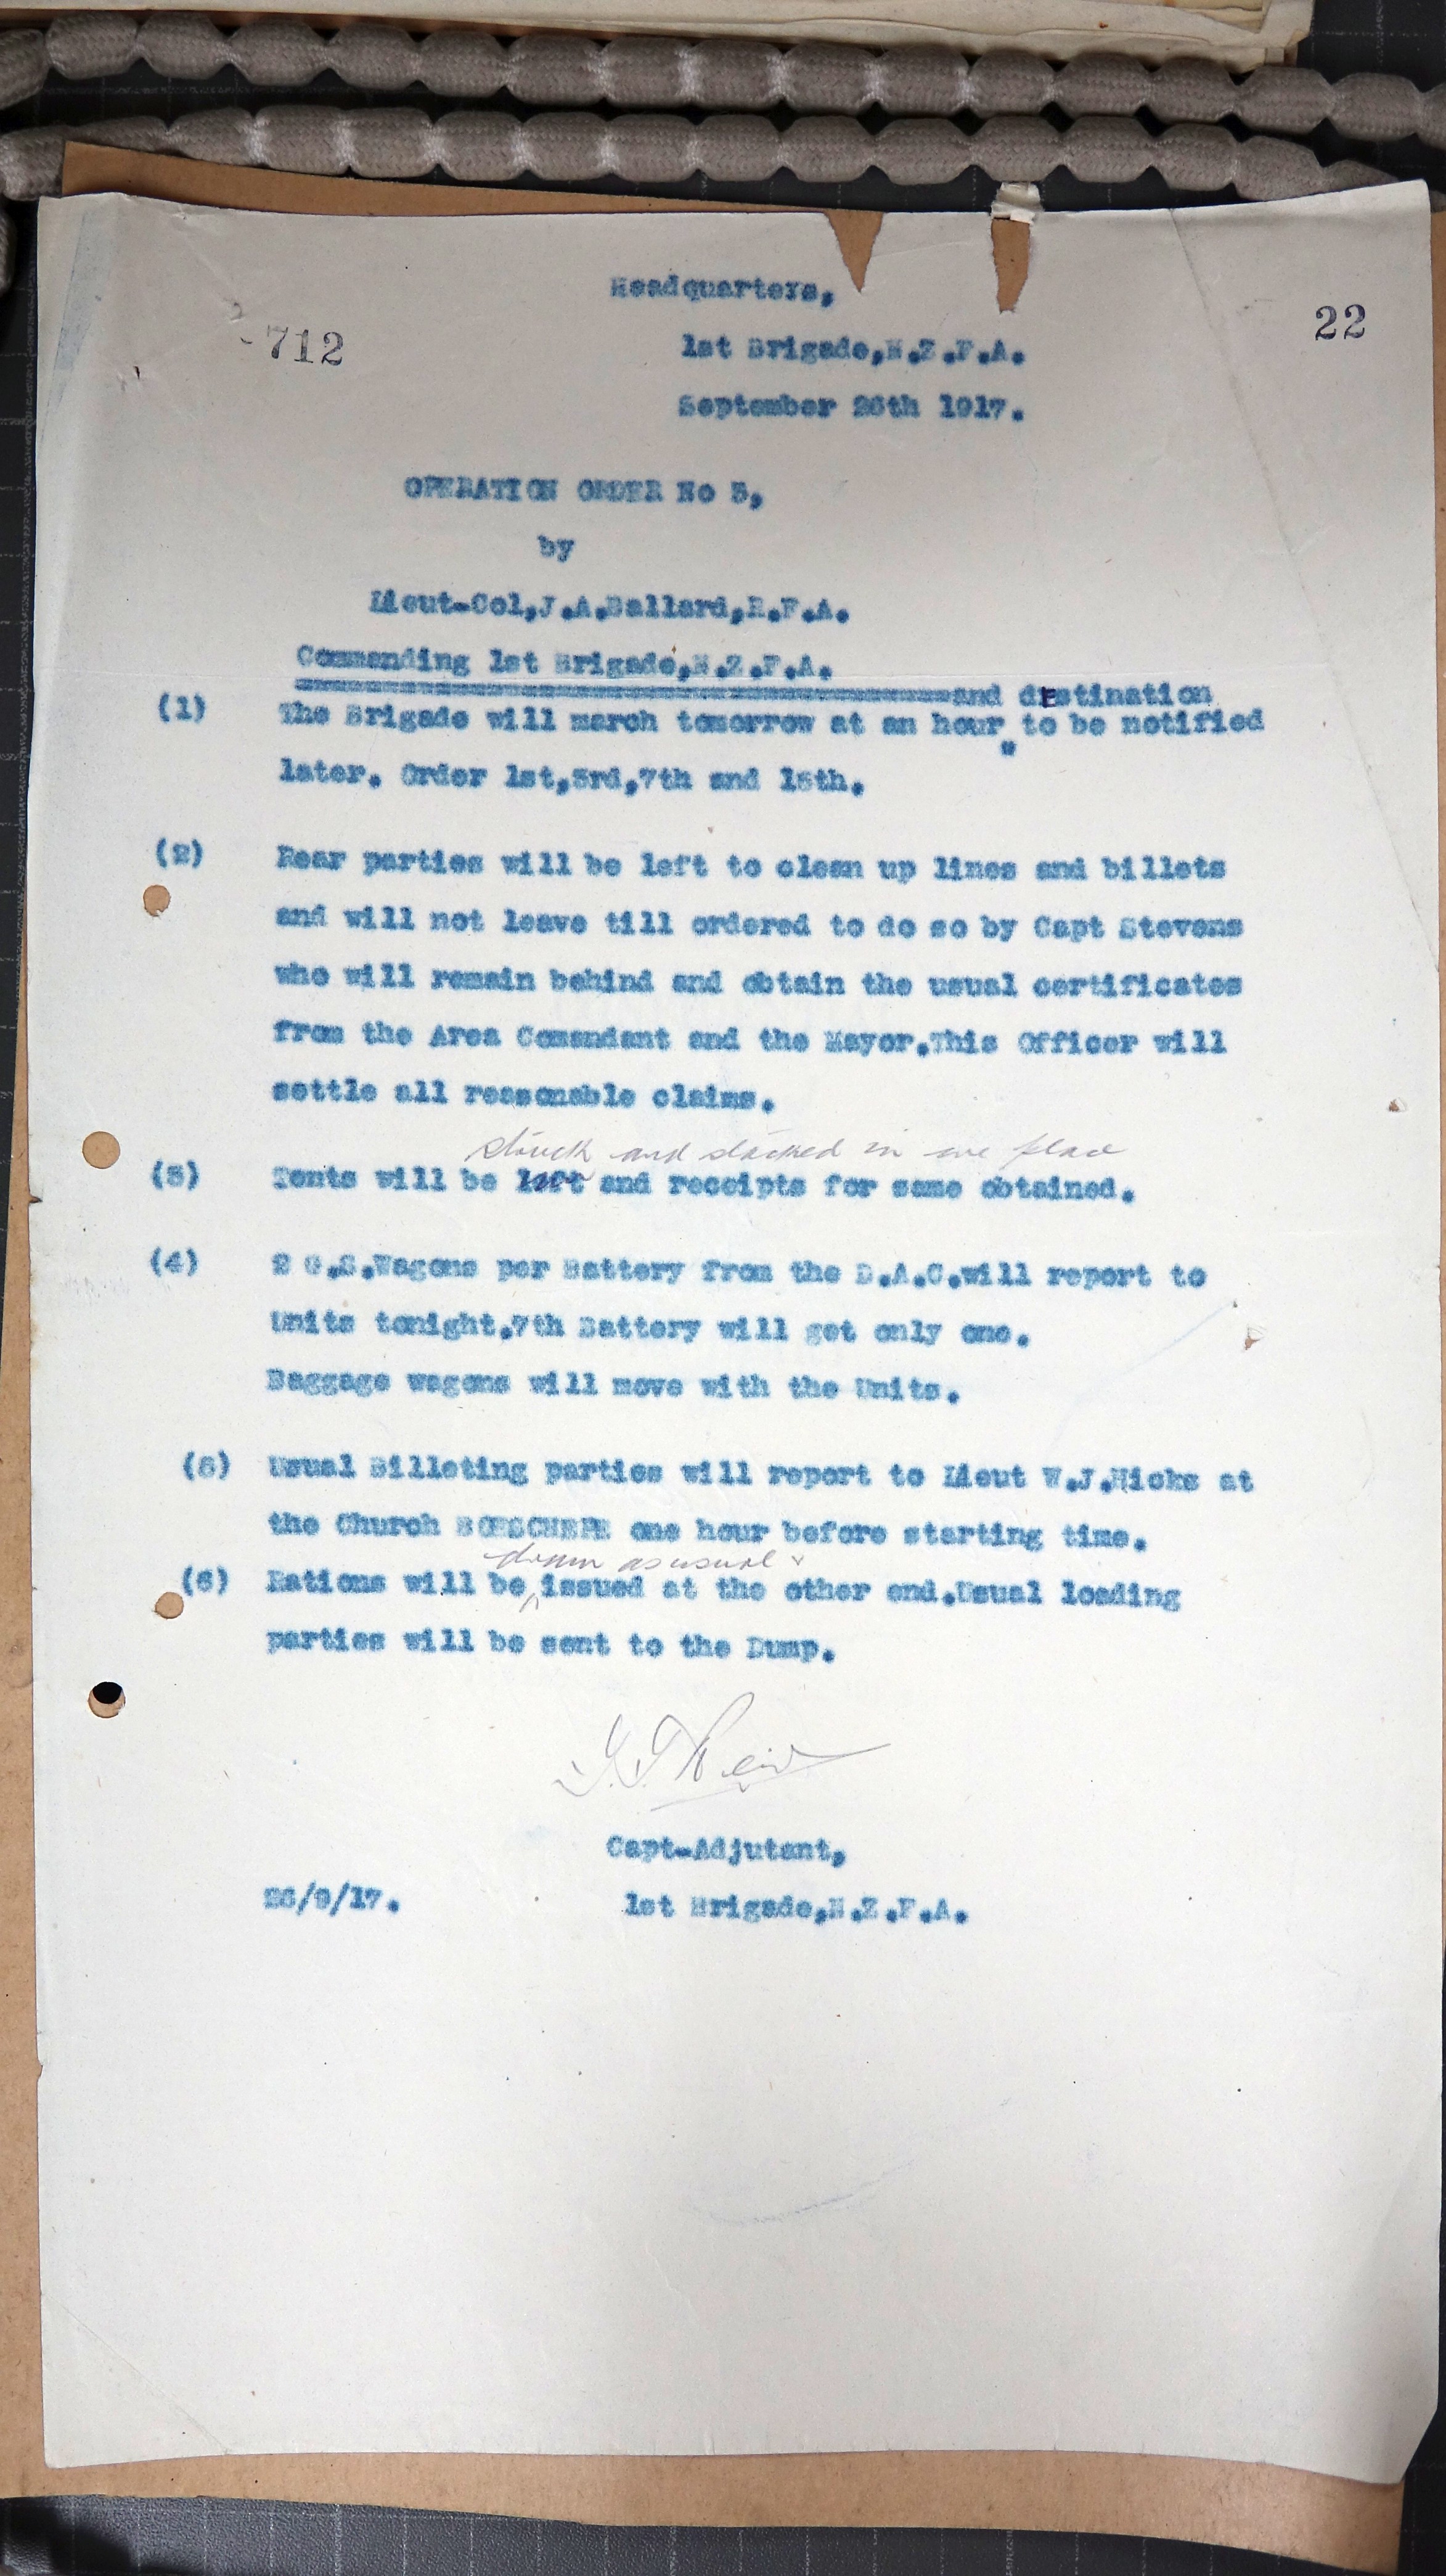 Headquarters,
712
22
1st Brigade,N.Z.F.A.
September 26th 1917.
OPERATION ORDER No 5,
by
Lieut-Col,J.A.Ballard,R.F.A.
Commanding 1st Brigade,N.Z.F.A.
and destination
(1) The Brigade will march tomorrow at an hour to be notified
later. Order 1st,3rd,7th and 15th.
(2) Rear parties will be left to clean up lines and billets
and will not leave till ordered to do so by Capt Stevens
who will remain behind and obtain the usual certificates
from the Area Comandant and the Mayor.This Officer will
settle all reasonable claims.
struck and stacked in one place
(3) Tents will be left and receipts for same obtained.
(4) 2 G.S.Wagons per Battery from the D.A.C.will report to
Units tonight.7th Battery will get only one.
Baggage wagons will move with the Units.
(5) Usual Billeting parties will report to Lieut W.J.Hicks at
the Church BOESCHEPE one hour before starting time.
drawn as usual
(6) Rations will be issued at the other end.Usual loading
parties will be sent to the Dump.
Reid
Capt-Adjutant,
26/9/17. 1st Brigade,N.Z.F.A.